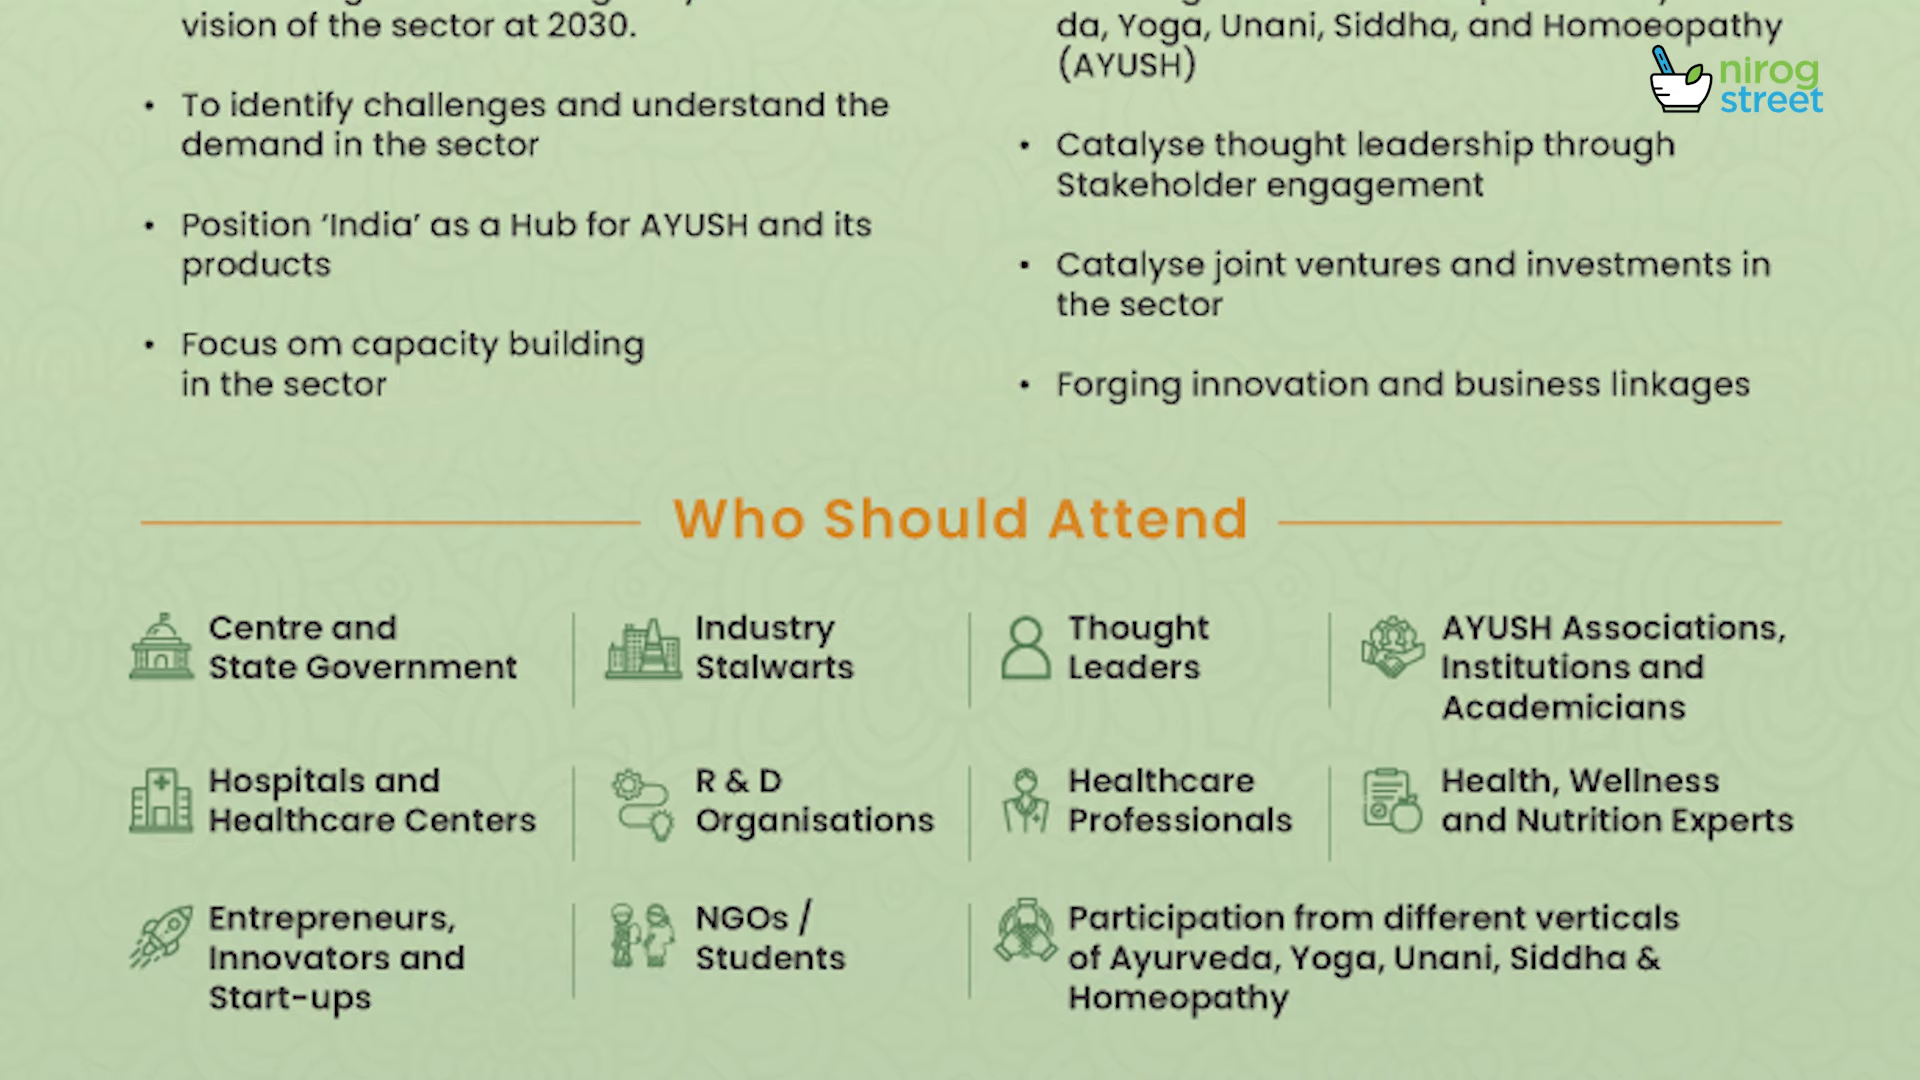 vision of the sector at 2030.
• To identify challenges and understand the
demand in the sector
• Position ‘India’ as a Hub for AYUSH and its
products
• Focus om capacity building
in the sector
da, Yoga, Unani, Siddha, and Homoeopathy
(AYUSH)
• Catalyse thought leadership through
Stakeholder engagement
• Catalyse joint ventures and investments in
the sector
• Forging innovation and business linkages
nirog
street
Who Should Attend
Centre and
State Government
Industry
Stalwarts
Thought
Leaders
AYUSH Associations,
Institutions and
Academicians
Hospitals and
Healthcare Centers
R & D
Organisations
Healthcare
Professionals
Health, Wellness
and Nutrition Experts
Entrepreneurs,
Innovators and
Start-ups
NGOs /
Students
Participation from different verticals
of Ayurveda, Yoga, Unani, Siddha &
Homeopathy